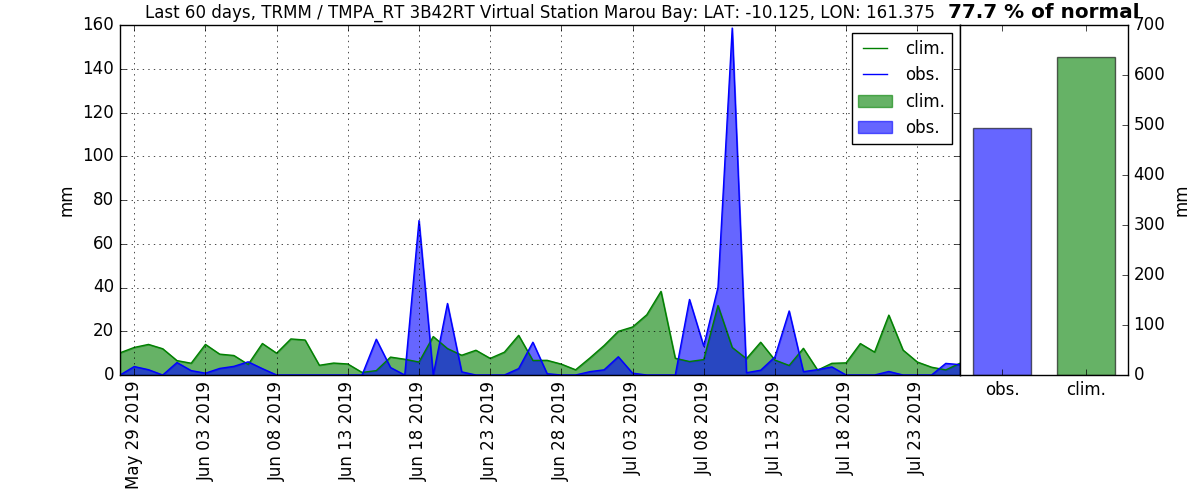 Last 60 days, TRMM / TMPA_RT 3B42RT Virtual Station Marou Bay: LAT: -10.125, LON: 161.375 77.7 % of normal
160
140
120
100
80
60
40
20
0
mm
clim.
obs.
clim.
obs.
May 29 2019
Jun 03 2019
Jun 08 2019
Jun 13 2019
Jun 18 2019
Jun 23 2019
Jun 28 2019
Jul 03 2019
Jul 08 2019
Jul 13 2019
Jul 18 2019
Jul 23 2019
700
600
500
400
300
200
100
0
mm
obs. clim.